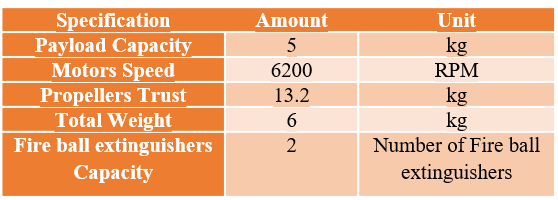 Specification Amount Unit
Payload Capacity 5 kg
Motors Speed 6200 RPM
Propellers Trust 13.2 kg
Total Weight 6 kg
Fire ball extinguishers 2 Number of Fire ball
Capacity extinguishers